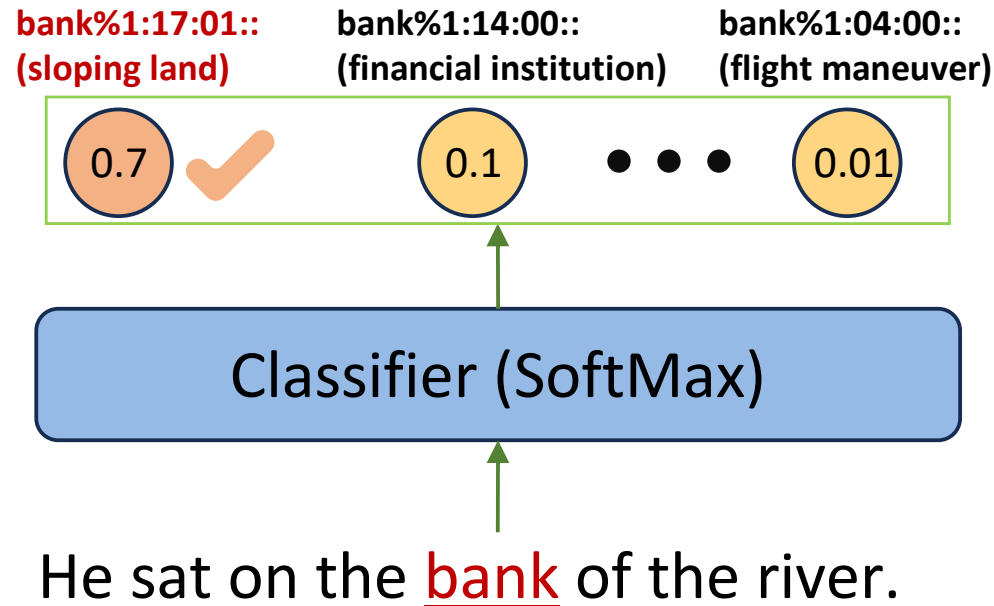 bank%1:17:01:: bank%1:14:00:: bank%1:04:00::
(sloping land) (financial institution) (flight maneuver)
0.7 0.1 0.01
Classifier (SoftMax)
He sat on the bank of the river.